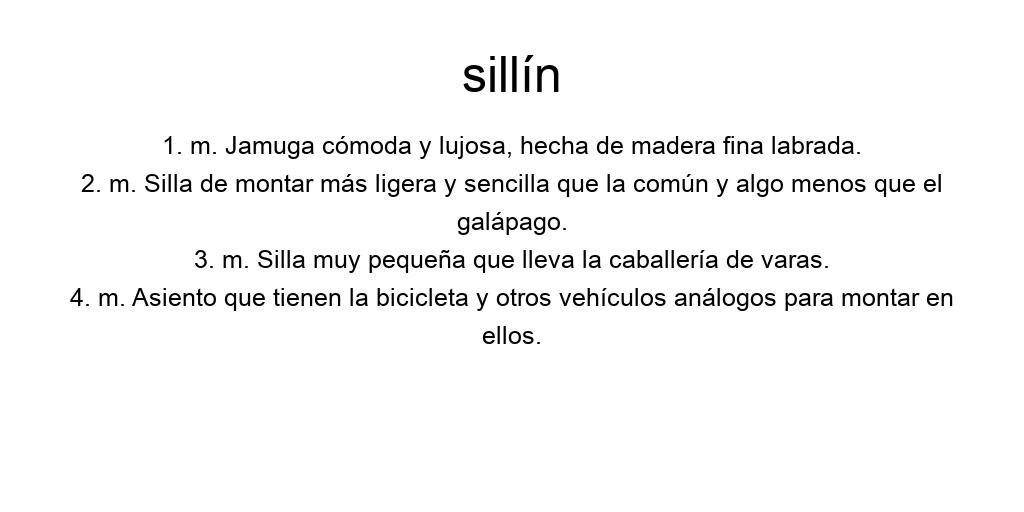 sillín
1. m. Jamuga cómoda y lujosa, hecha de madera fina labrada.
2. m. Silla de montar más ligera y sencilla que la común y algo menos que el
galápago.
3. m. Silla muy pequeña que lleva la caballería de varas.
4. m. Asiento que tienen la bicicleta y otros vehículos análogos para montar en
ellos.